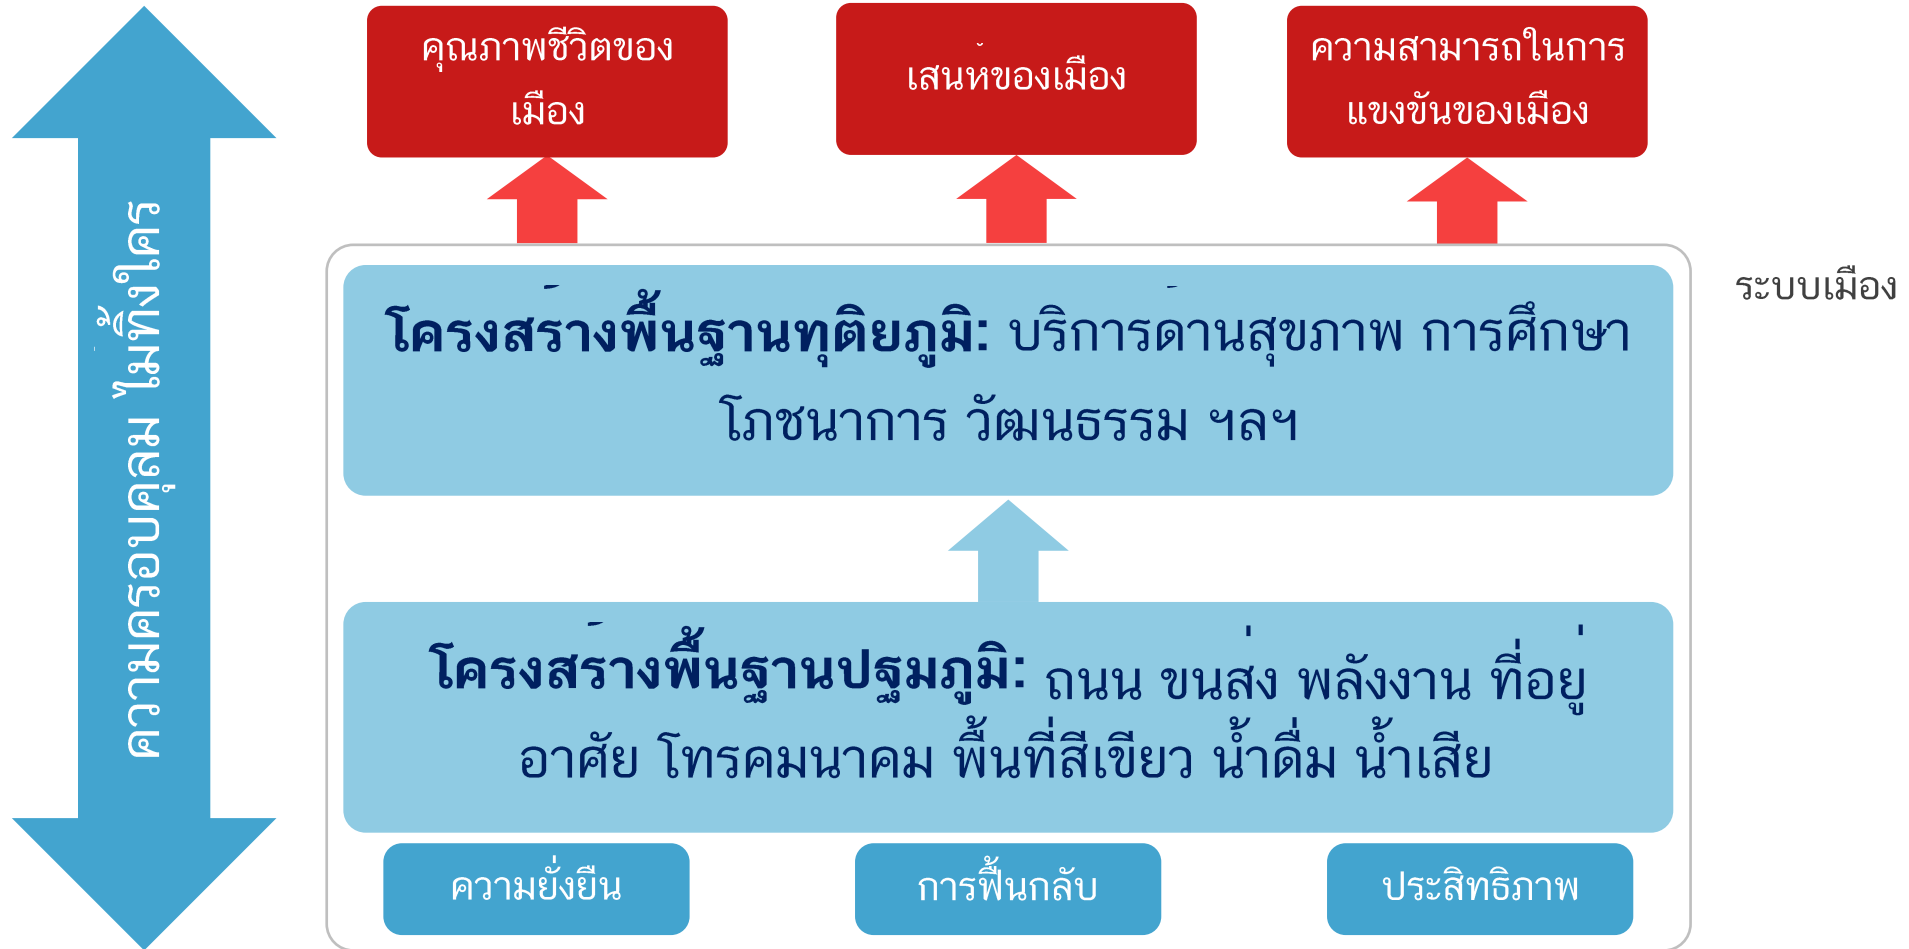 คุณภาพชีวิตของ
เมือง
เสน่ห์ของเมือง
ความสามารถในการ
แข่งขันของเมือง
ความครอบคลุม ไม่ทิ้งใคร
ระบบเมือง
โครงสร้างพื้นฐานทุติยภูมิ: บริการด้านสุขภาพ การศึกษา
โภชนาการ วัฒนธรรม ฯลฯ
โครงสร้างพื้นฐานปฐมภูมิ: ถนน ขนส่ง พลังงาน ที่อยู่
อาศัย โทรคมนาคม พื้นที่สีเขียว น้ำดื่ม น้ำเสีย
ความยั่งยืน
การฟื้นกลับ
ประสิทธิภาพ